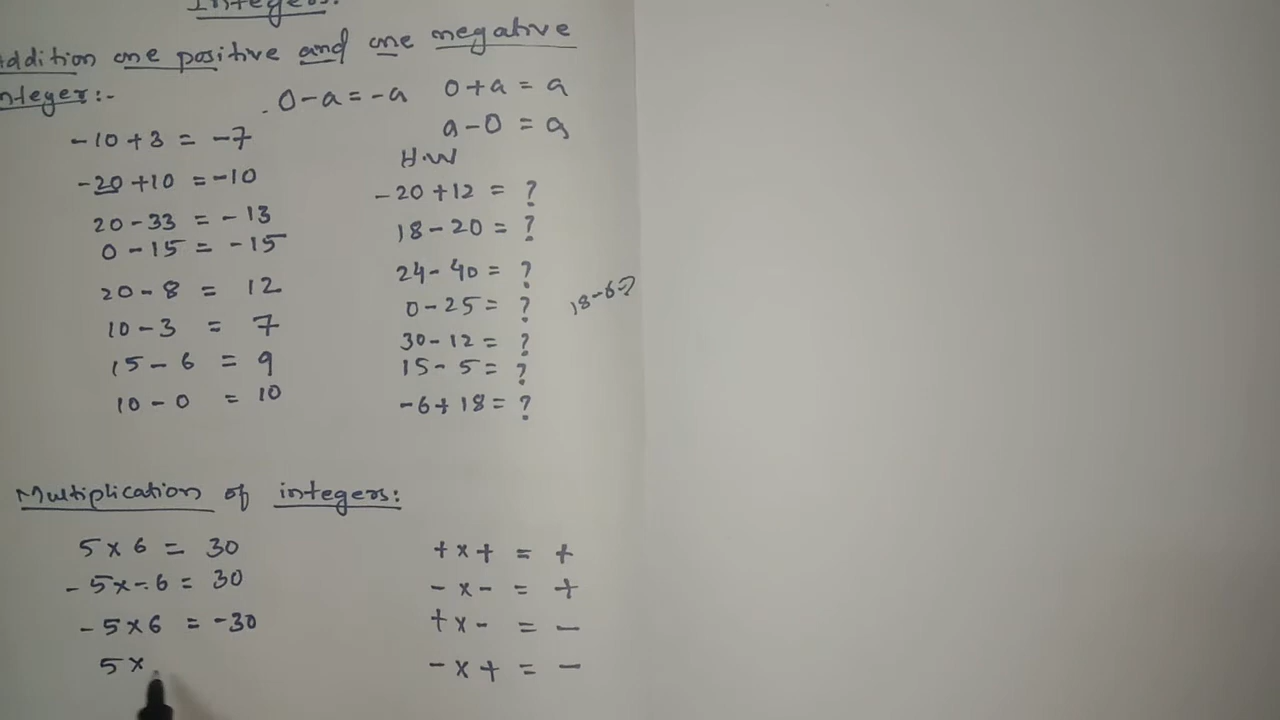 Integers:
Addition one positive and one negative
integer:-
0-a = -a
0+a = a
a-0 = a
-10+3 = -7
-20+10 = -10
20-33 = -13
0-15 = -15
20-8 = 12
10-3 = 7
15-6 = 9
10-0 = 10
H.W
-20+12 = ?
18-20 = ?
24-40 = ?
0-25 = ?
30-12 = ?
15-5 = ?
-6+18 = ?
18-6=?
Multiplication of integers:
5x6 = 30
-5x-6 = 30
-5x6 = -30
5x
+x+ = +
-x- = +
+x- = -
-x+ = -